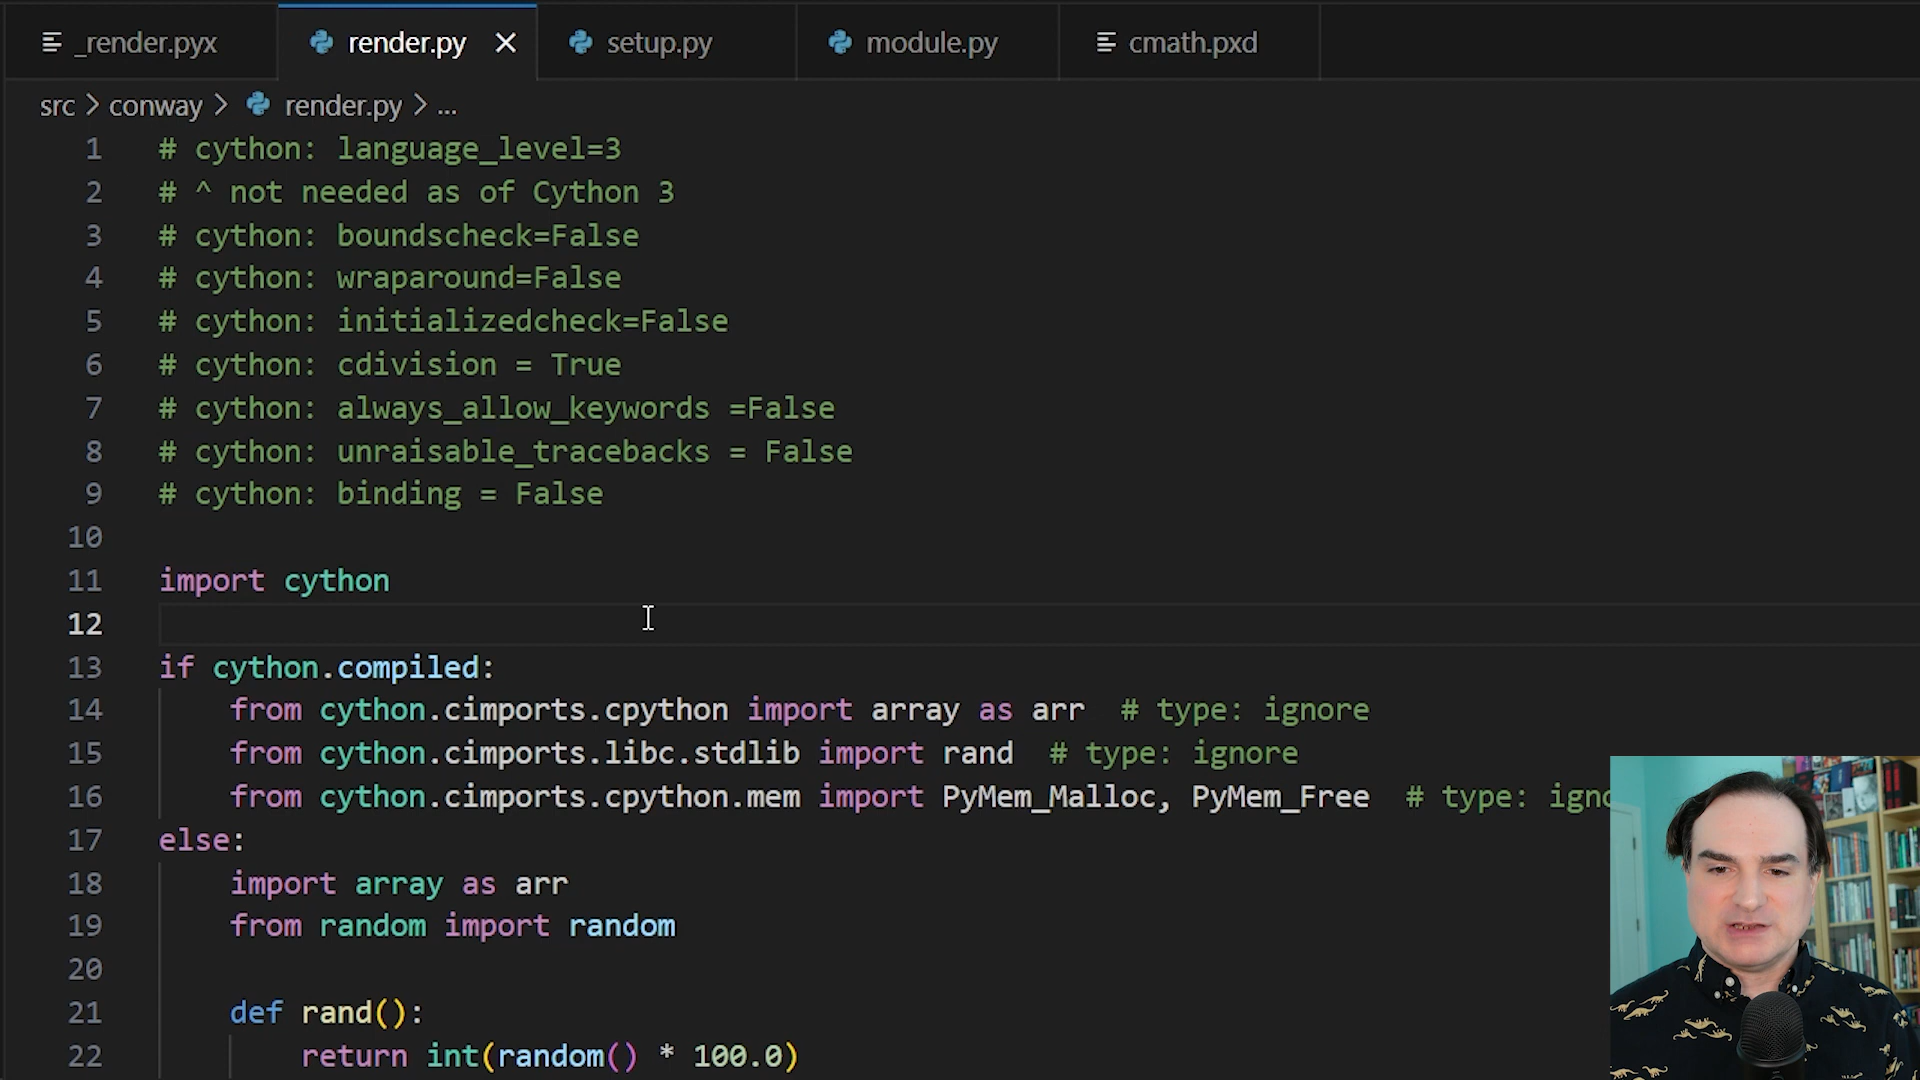 _render.pyx render.py setup.py module.py cmath.pxd
src > conway > render.py > ...
1 # cython: language_level=3
2 # ^ not needed as of Cython 3
3 # cython: boundscheck=False
4 # cython: wraparound=False
5 # cython: initializedcheck=False
6 # cython: cdivision = True
7 # cython: always_allow_keywords =False
8 # cython: unraisable_tracebacks = False
9 # cython: binding = False
10
11 import cython
12
13 if cython.compiled:
14 from cython.cimports.cpython import array as arr # type: ignore
15 from cython.cimports.libc.stdlib import rand # type: ignore
16 from cython.cimports.cpython.mem import PyMem_Malloc, PyMem_Free # type: igno
17 else:
18 import array as arr
19 from random import random
20
21 def rand():
22 return int(random() * 100.0)